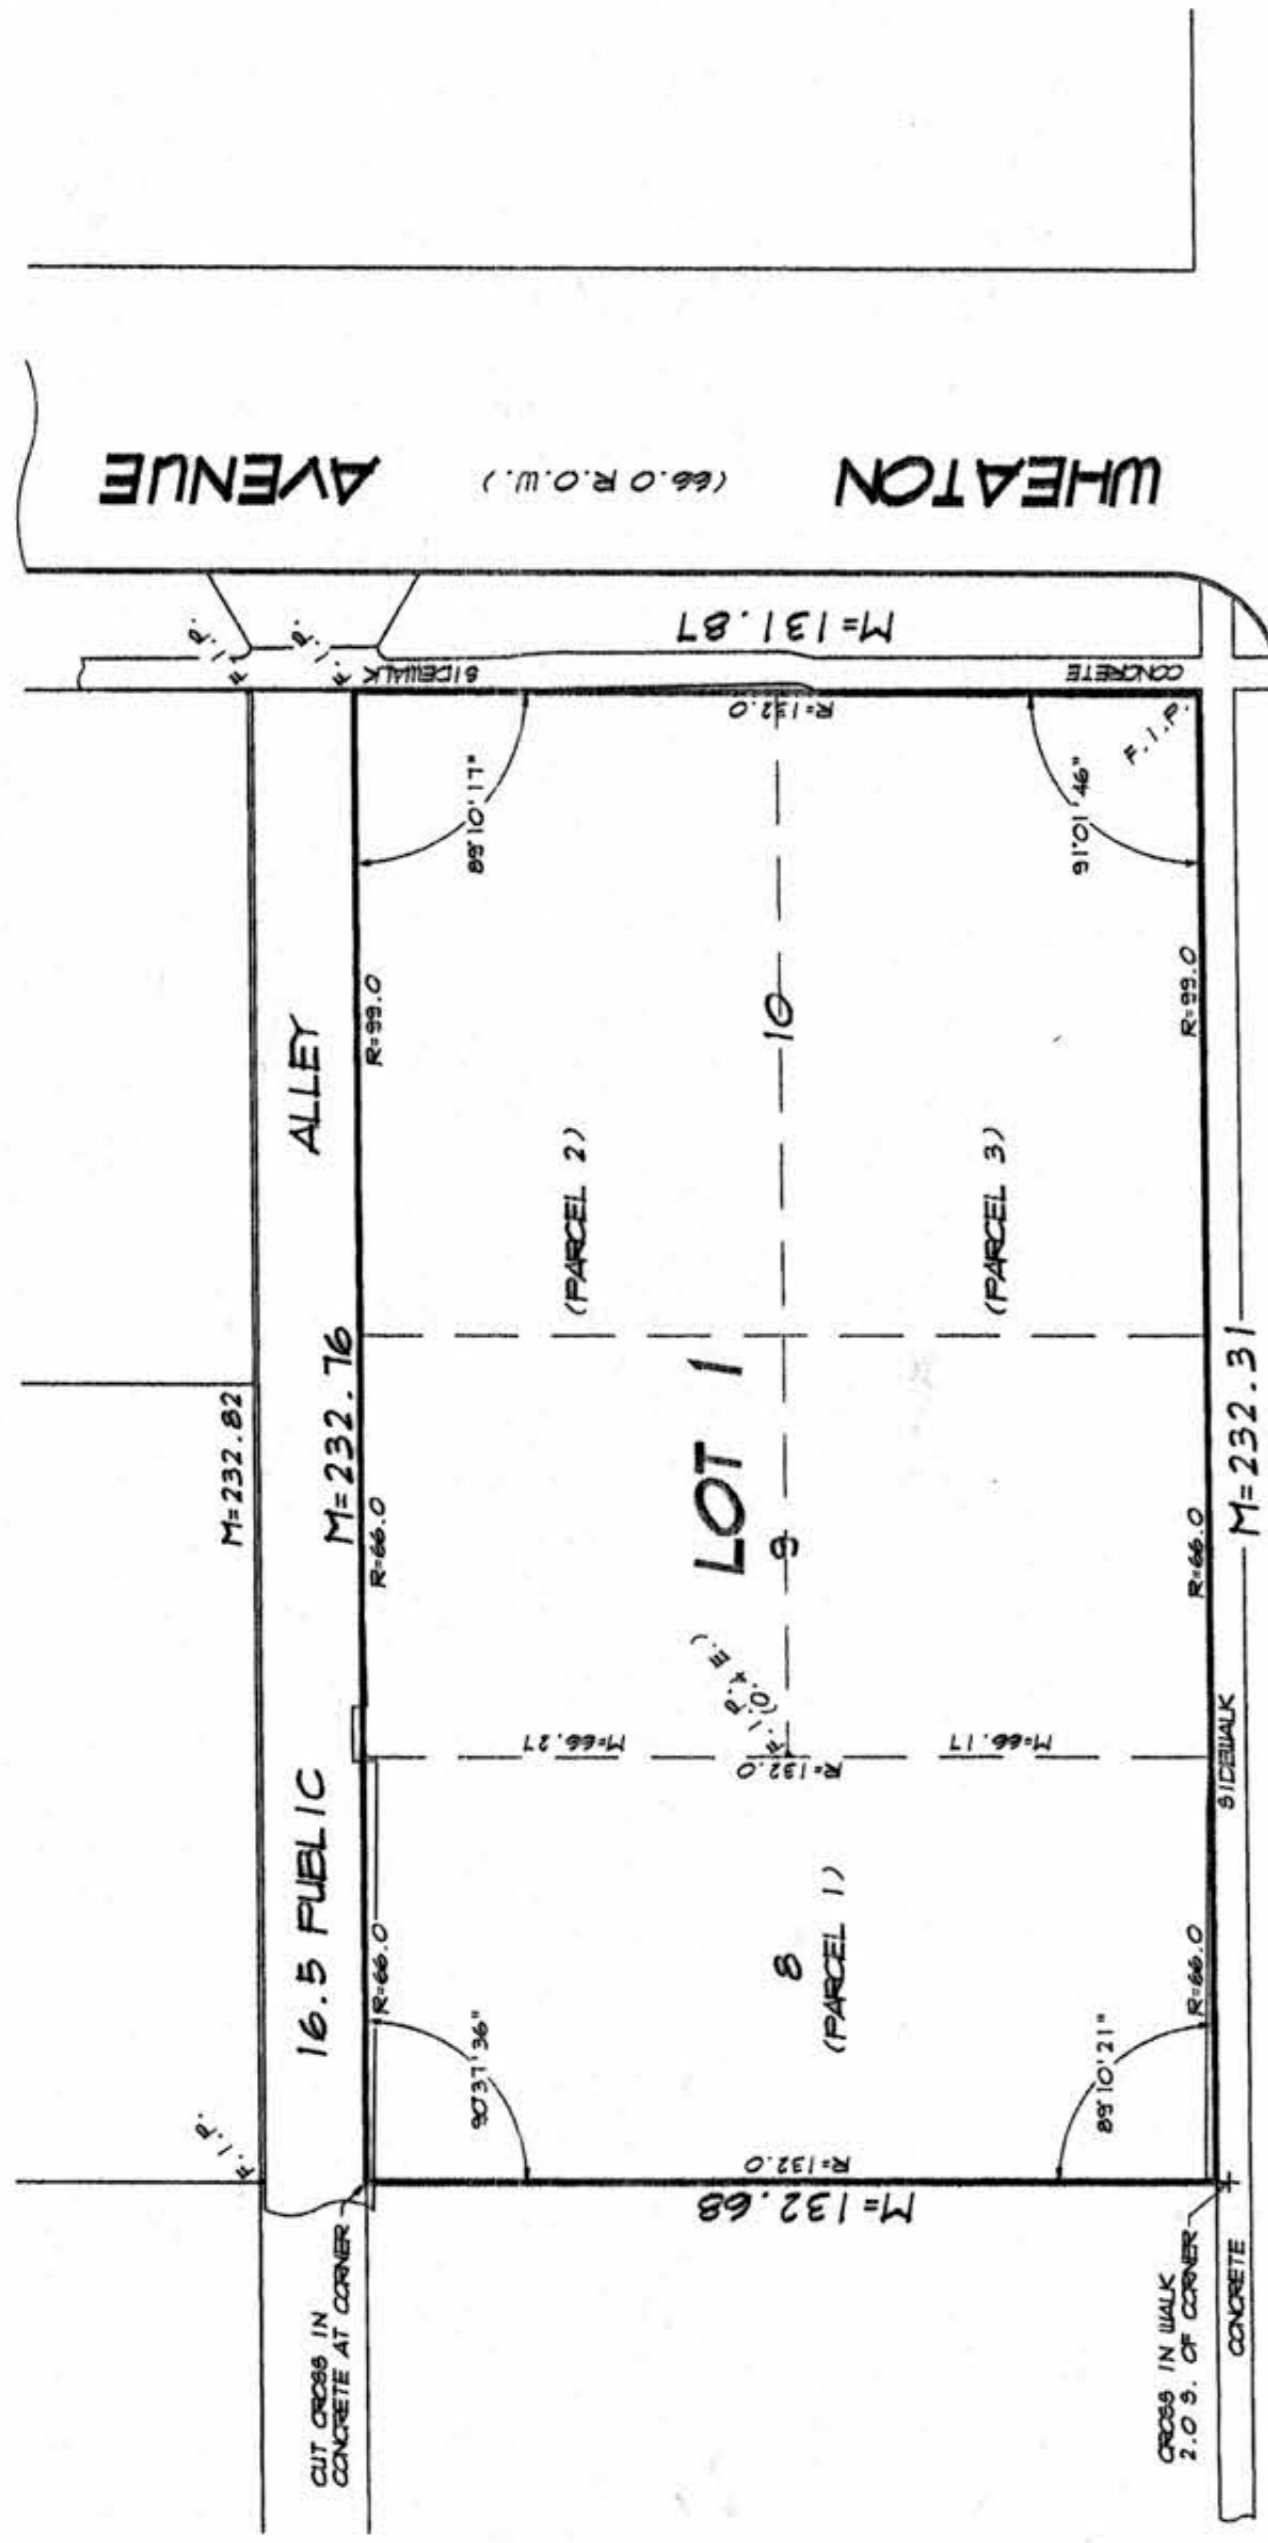 WHEATON AVENUE
(66.0 R.O.W.)
M=131.87
CONCRETE
SIDEWALK
F.I.P.
F.I.P.
F.I.P.
R=132.0
89°10'17"
91°01'46"
R=99.0
R=99.0
ALLEY
16.5 PUBLIC
10
(PARCEL 2)
(PARCEL 3)
M=232.82
M=232.76
LOT 1
9
M=232.31
R=66.0
R=66.0
F.I.P.
(0.4 E.)
M=66.27
M=66.17
R=132.0
SIDEWALK
8
(PARCEL 1)
R=66.0
R=66.0
90°37'36"
89°10'21"
F.I.P.
R=132.0
M=132.68
CUT CROSS IN
CONCRETE AT CORNER
CROSS IN WALK
2.0 S. OF CORNER
CONCRETE